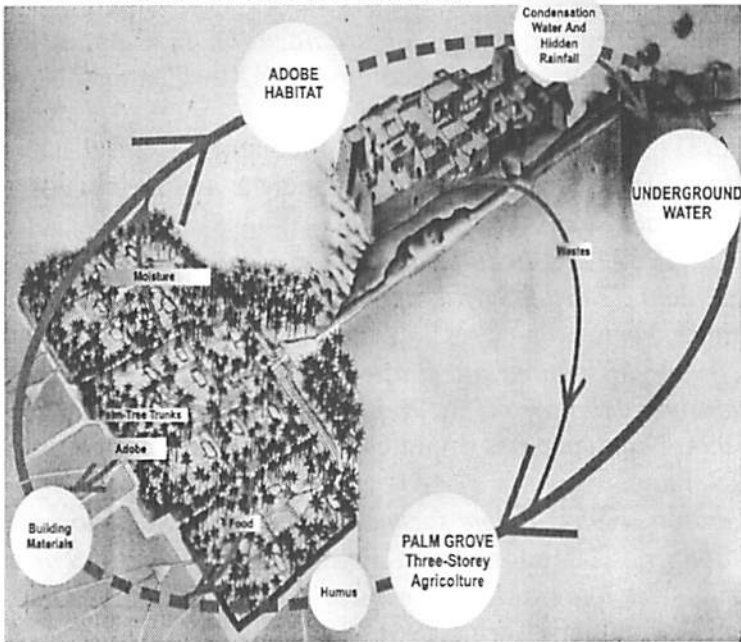 Condensation
Water And
Hidden
Rainfall
ADOBE
HABITAT
UNDERGROUND
WATER
Wastes
Moisture
Palm-Tree Trunks
Adobe
Food
Building
Materials
PALM GROVE
Three-Storey
Agricolture
Humus